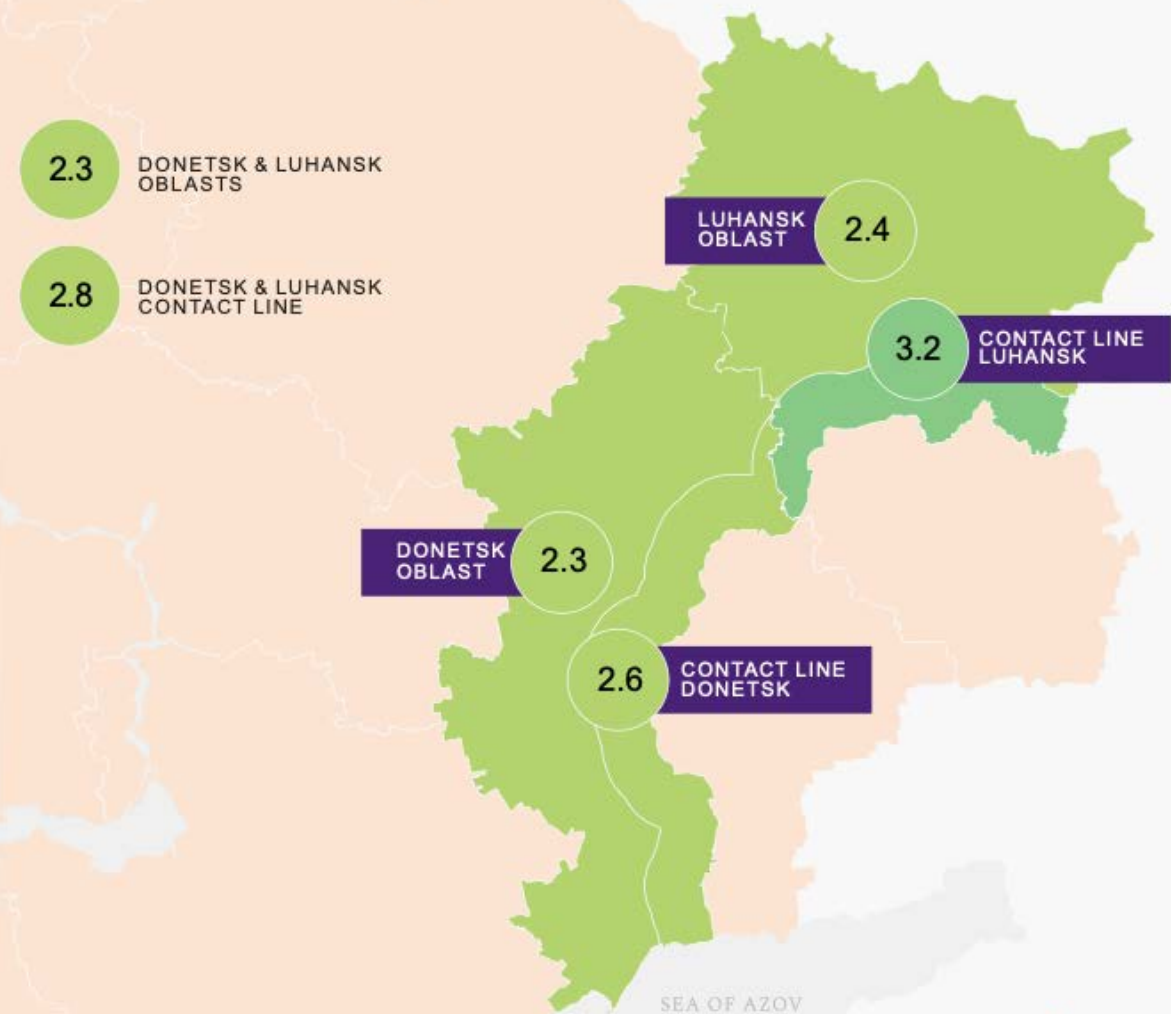 2.3
DONETSK & LUHANSK
OBLASTS
2.8
DONETSK & LUHANSK
CONTACT LINE
LUHANSK
OBLAST
2.4
3.2
CONTACT LINE
LUHANSK
DONETSK
OBLAST
2.3
2.6
CONTACT LINE
DONETSK
SEA OF AZOV